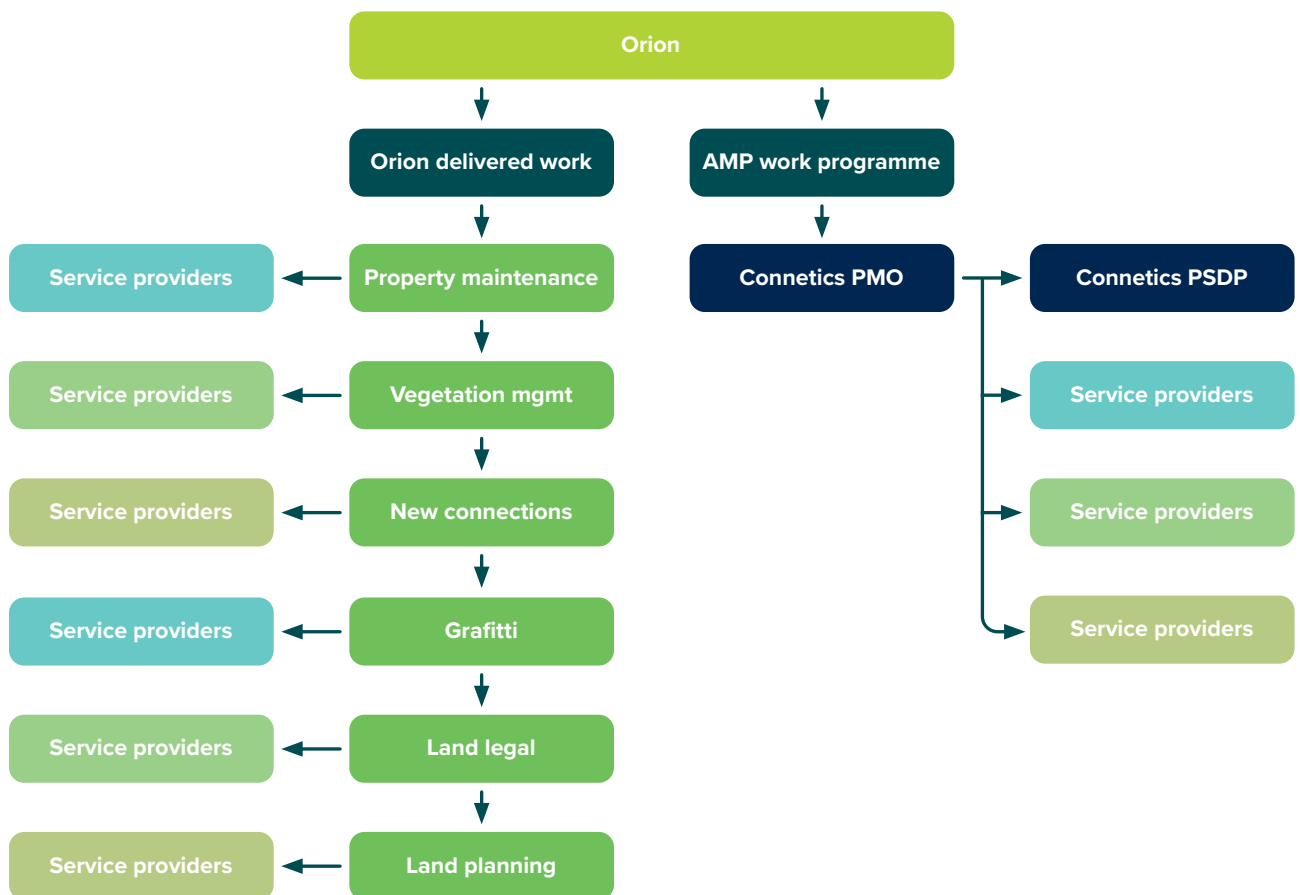 Orion
Orion delivered work
AMP work programme
Service providers
Property maintenance
Connetics PMO
Connetics PSDP
Service providers
Vegetation mgmt
Service providers
Service providers
New connections
Service providers
Service providers
Grafitti
Service providers
Service providers
Land legal
Service providers
Land planning